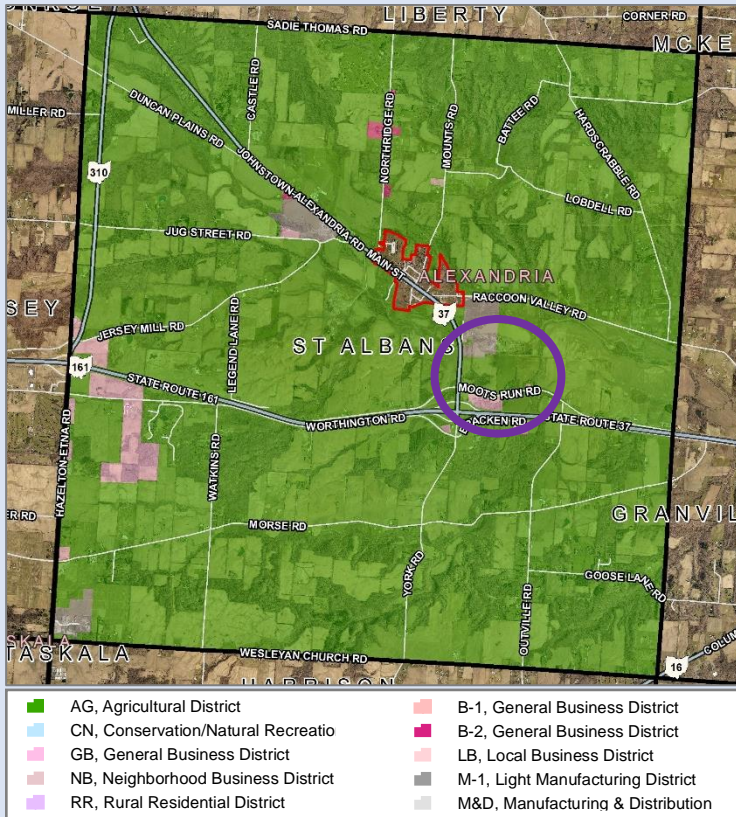 LIBERTY
CORNER RD
SADIE THOMAS RD
MCKE
MILLER RD
DUNCAN PLAINS RD
CASTLE RD
NORTHRIDGE RD
MOUNTS RD
BATTEE RD
HARDSCRABBLE RD
310
JOHNSTOWN-ALEXANDRIA RD
LOBDELL RD
JUG STREET RD
MAIN ST
ALEXANDRIA
RACCOON VALLEY RD
SEY
37
JERSEY MILL RD
LEGEND LANE RD
ST ALBANS
161
STATE ROUTE 161
MOOTS RUN RD
WORTHINGTON RD
ACKEN RD
STATE ROUTE 37
HAZELTON-ETNA RD
WATKINS RD
ER RD
MORSE RD
GRANVIL
YORK RD
GOOSE LANE RD
OUTVILLE RD
SKALA
TASKALA
WESLEYAN CHURCH RD
16
COLUM
HARRISON
AG, Agricultural District
CN, Conservation/Natural Recreatio
GB, General Business District
NB, Neighborhood Business District
RR, Rural Residential District
B-1, General Business District
B-2, General Business District
LB, Local Business District
M-1, Light Manufacturing District
M&D, Manufacturing & Distribution